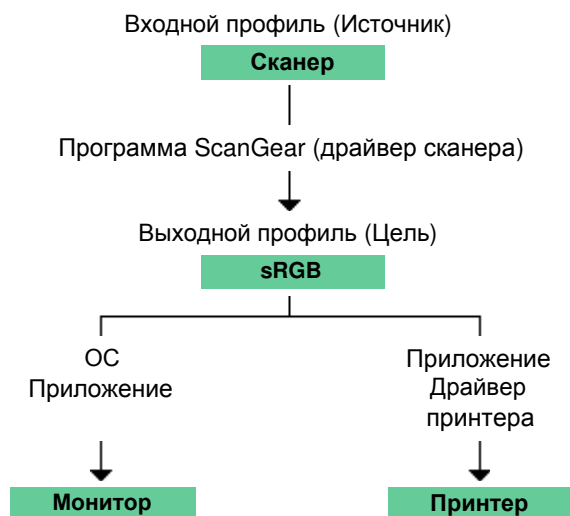 Входной профиль (Источник)
Сканер
Программа ScanGear (драйвер сканера)
Выходной профиль (Цель)
sRGB
ОС
Приложение
Приложение
Драйвер
принтера
Монитор
Принтер